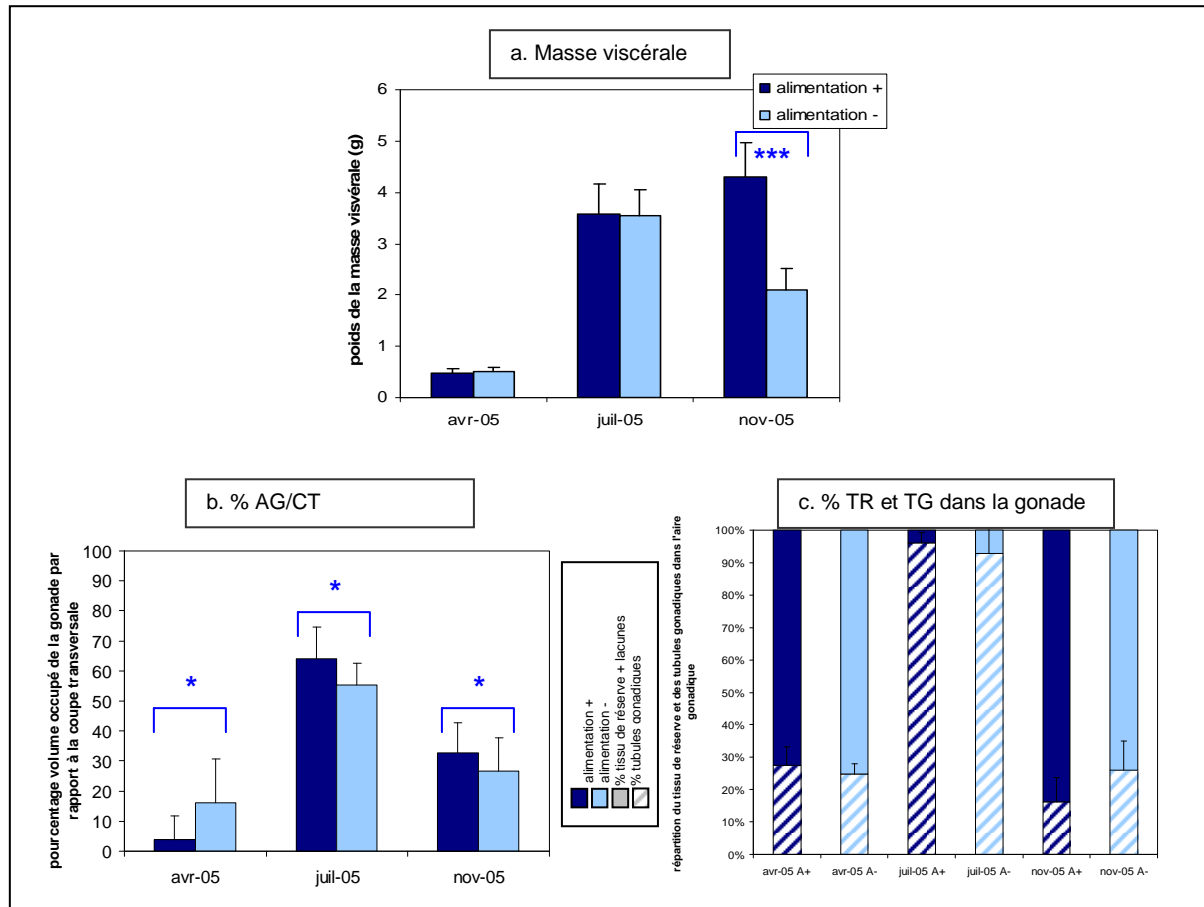 a. Masse viscérale
alimentation +
alimentation -
poids de la masse visvérale (g)
6
5
4
3
2
1
0
***
avr-05
juil-05
nov-05
b. % AG/CT
pourcentage volume occupé de la gonade par
rapport à la coupe transversale
100
90
80
70
60
50
40
30
20
10
0
*
*
*
avr-05
juil-05
nov-05
alimentation +
alimentation -
% tissu de réserve + lacunes
% tubules gonadiques
c. % TR et TG dans la gonade
répartition du tissu de réserve et des tubules gonadiques dans l'aire
gonadique
100%
90%
80%
70%
60%
50%
40%
30%
20%
10%
0%
avr-05 A+
avr-05 A-
juil-05 A+
juil-05 A-
nov-05 A+
nov-05 A-